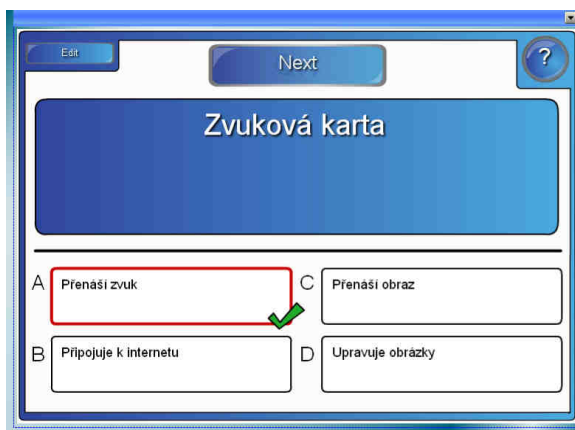 Edit
Next
?
Zvuková karta
A Přenáší zvuk
C Přenáší obraz
B Připojuje k internetu
D Upravuje obrázky